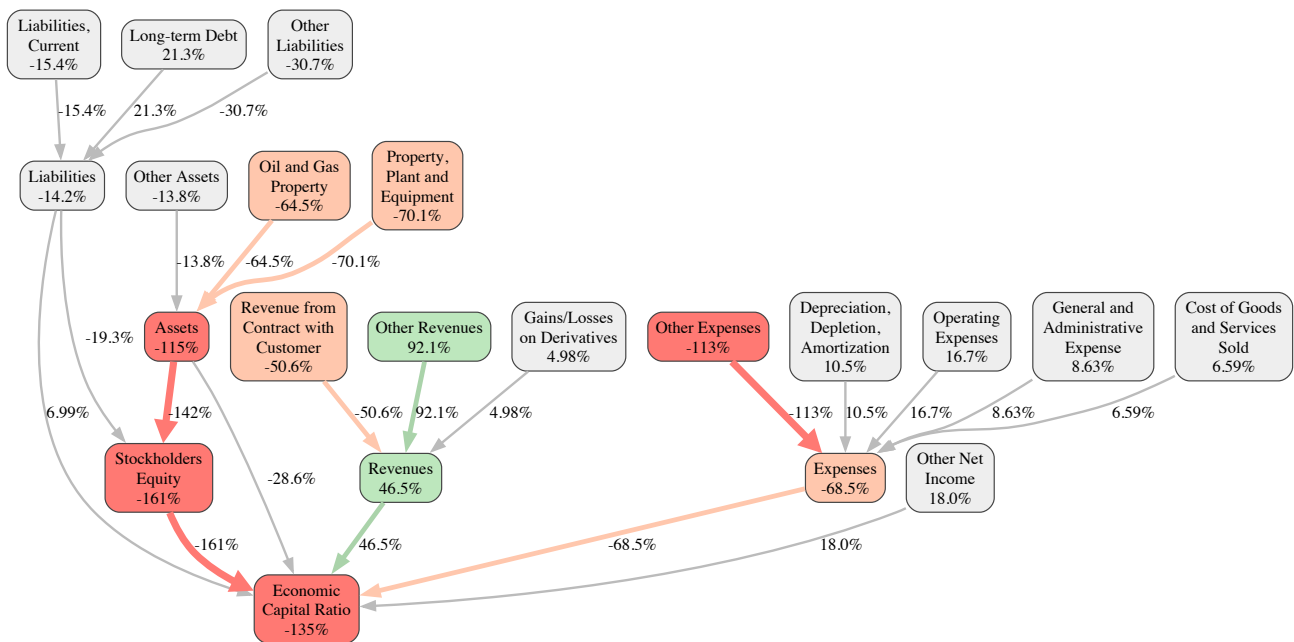 Liabilities,
Current
-15.4%
Long-term Debt
21.3%
Other
Liabilities
-30.7%
-15.4%
21.3%
-30.7%
Liabilities
-14.2%
Other Assets
-13.8%
Oil and Gas
Property
-64.5%
Property,
Plant and
Equipment
-70.1%
-13.8%
-64.5%
-70.1%
Assets
-115%
Revenue from
Contract with
Customer
-50.6%
Other Revenues
92.1%
Gains/Losses
on Derivatives
4.98%
Other Expenses
-113%
Depreciation,
Depletion,
Amortization
10.5%
Operating
Expenses
16.7%
General and
Administrative
Expense
8.63%
Cost of Goods
and Services
Sold
6.59%
-19.3%
6.99%
-142%
-50.6%
92.1%
4.98%
-113%
10.5%
16.7%
8.63%
6.59%
Stockholders
Equity
-161%
-28.6%
Revenues
46.5%
Expenses
-68.5%
Other Net
Income
18.0%
-161%
46.5%
-68.5%
18.0%
Economic
Capital Ratio
-135%